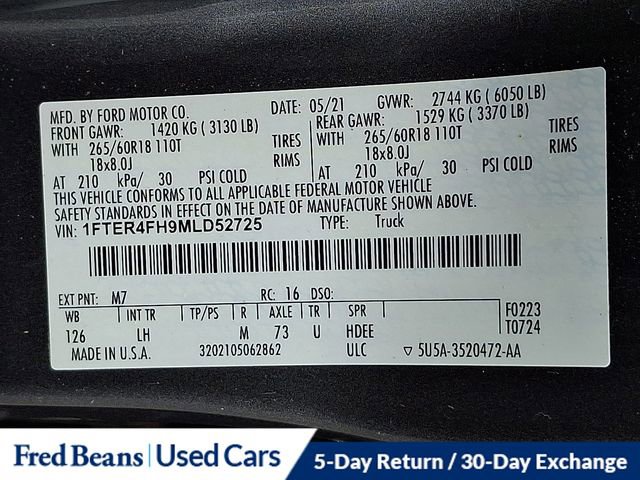 MFD. BY FORD MOTOR CO.
DATE: 05/21 GVWR: 2744 KG ( 6050 LB)
FRONT GAWR: 1420 KG ( 3130 LB)
REAR GAWR: 1529 KG ( 3370 LB)
WITH 265/60R18 110T TIRES
265/60R18 110T TIRES
WITH
18x8.0J RIMS
18x8.0J RIMS
AT 210 kPa/ 30 PSI COLD
AT 210 kPa/ 30 PSI COLD
THIS VEHICLE CONFORMS TO ALL APPLICABLE FEDERAL MOTOR VEHICLE
SAFETY STANDARDS IN EFFECT ON THE DATE OF MANUFACTURE SHOWN ABOVE.
VIN: 1FTER4FH9MLD52725 TYPE: Truck
EXT PNT: M7 RC: 16 DSO:
WB INT TR TP/PS R AXLE TR SPR F0223
126 LH M 73 U HDEE T0724
MADE IN U.S.A. 3202105062862 ULC ▽ 5U5A-3520472-AA
Fred Beans | Used Cars 5-Day Return / 30-Day Exchange